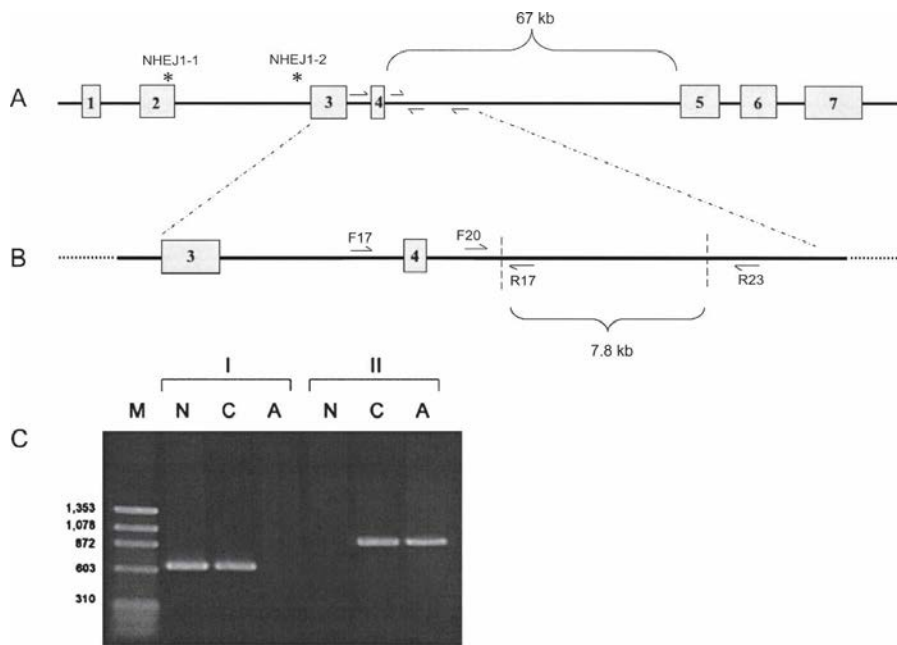 67 kb
NHEJ1-1 NHEJ1-2
* *
A 1 2 3 4 5 6 7
B 3 F17 4 F20 R17 R23
7.8 kb
I II
M N C A N C A
C
1,353
1,078
872
603
310